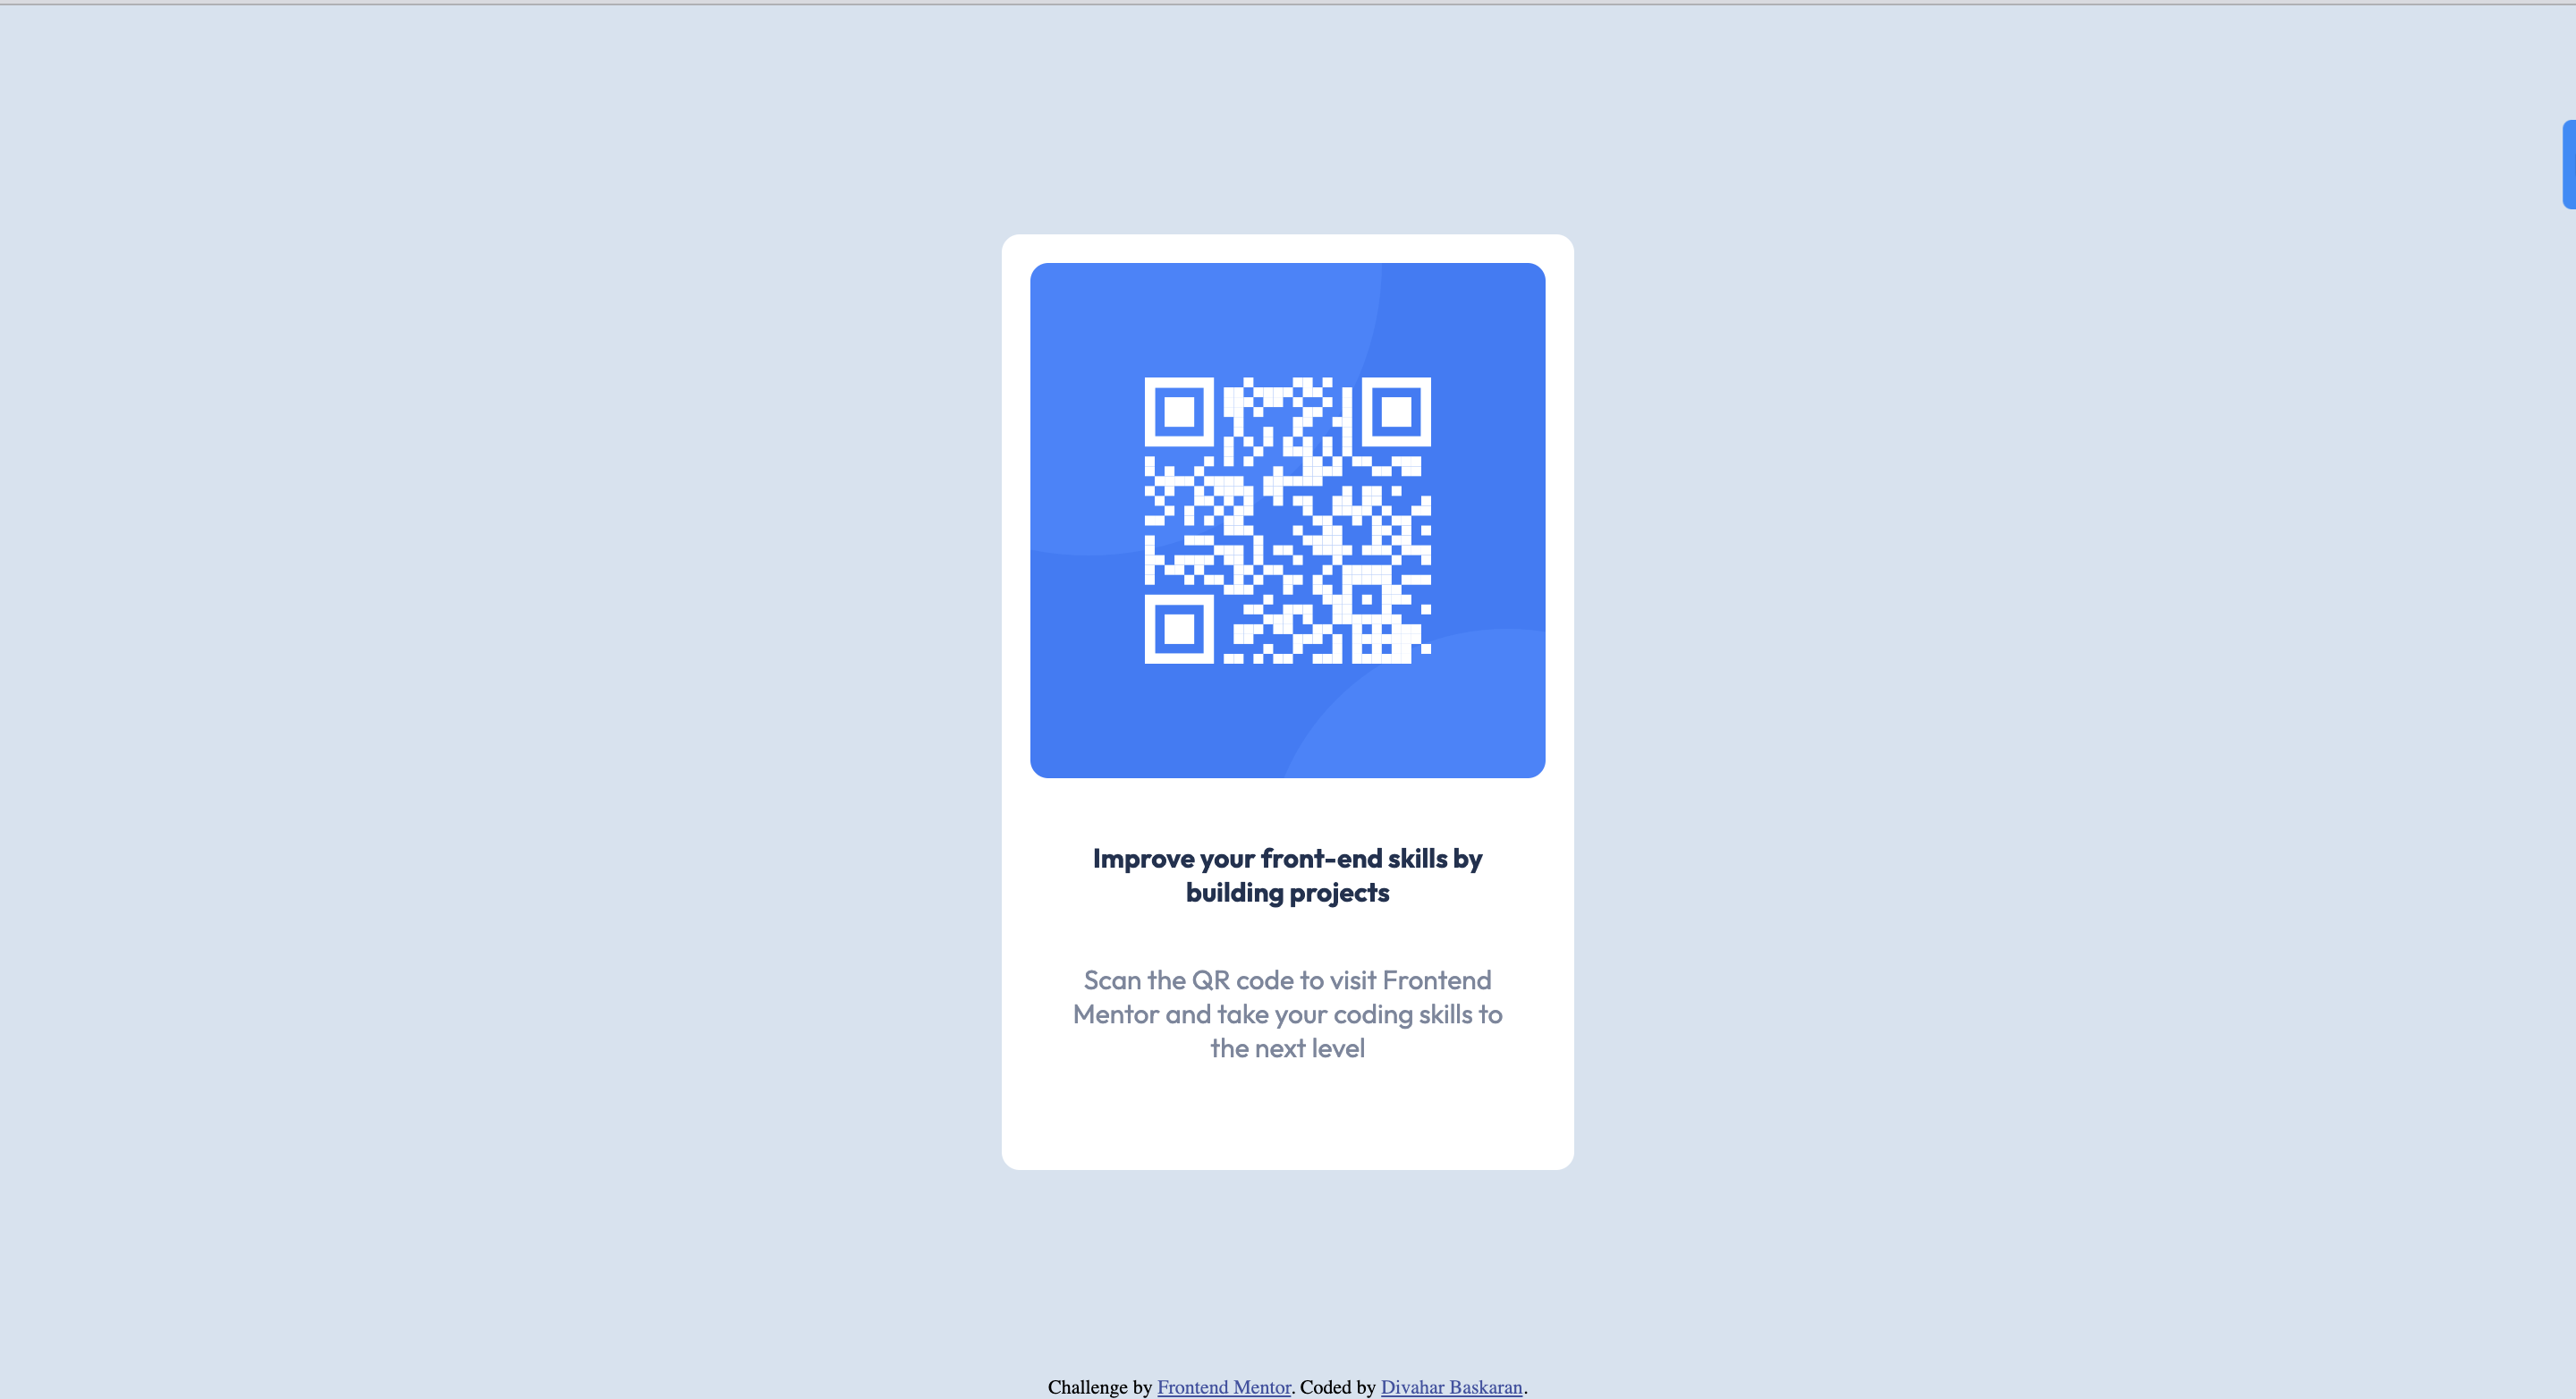 Improve your front-end skills by
building projects
Scan the QR code to visit Frontend
Mentor and take your coding skills to
the next level
Challenge by Frontend Mentor. Coded by Divahar Baskaran.